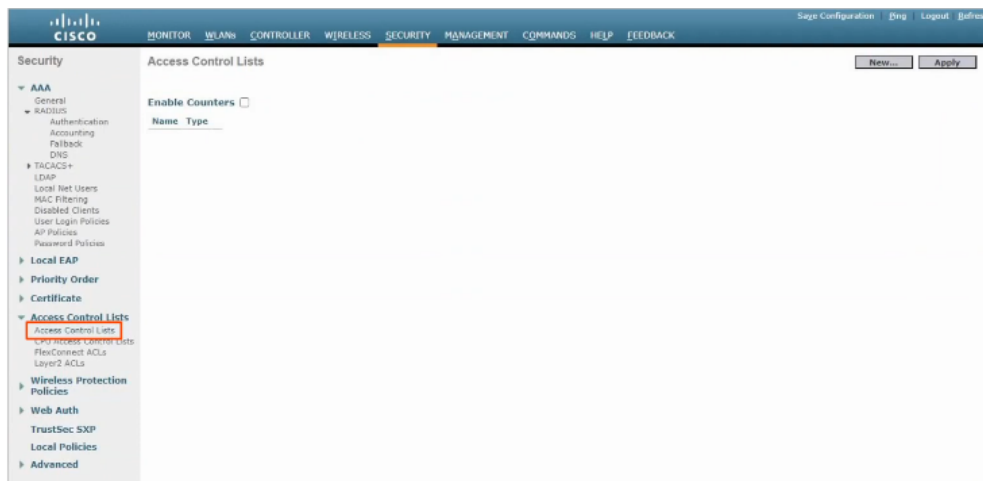 Save Configuration Ping Logout Refres
CISCO MONITOR WLANs CONTROLLER WIRELESS SECURITY MANAGEMENT COMMANDS HELP FEEDBACK
Security
AAA
General
RADIUS
Authentication
Accounting
Fallback
DNS
TACACS+
LDAP
Local Net Users
MAC Filtering
Disabled Clients
User Login Policies
AP Policies
Password Policies
Local EAP
Priority Order
Certificate
Access Control Lists
Access Control Lists
CPU Access Control Lists
FlexConnect ACLs
Layer2 ACLs
Wireless Protection
Policies
Web Auth
TrustSec SXP
Local Policies
Advanced
Access Control Lists
New... Apply
Enable Counters
Name Type